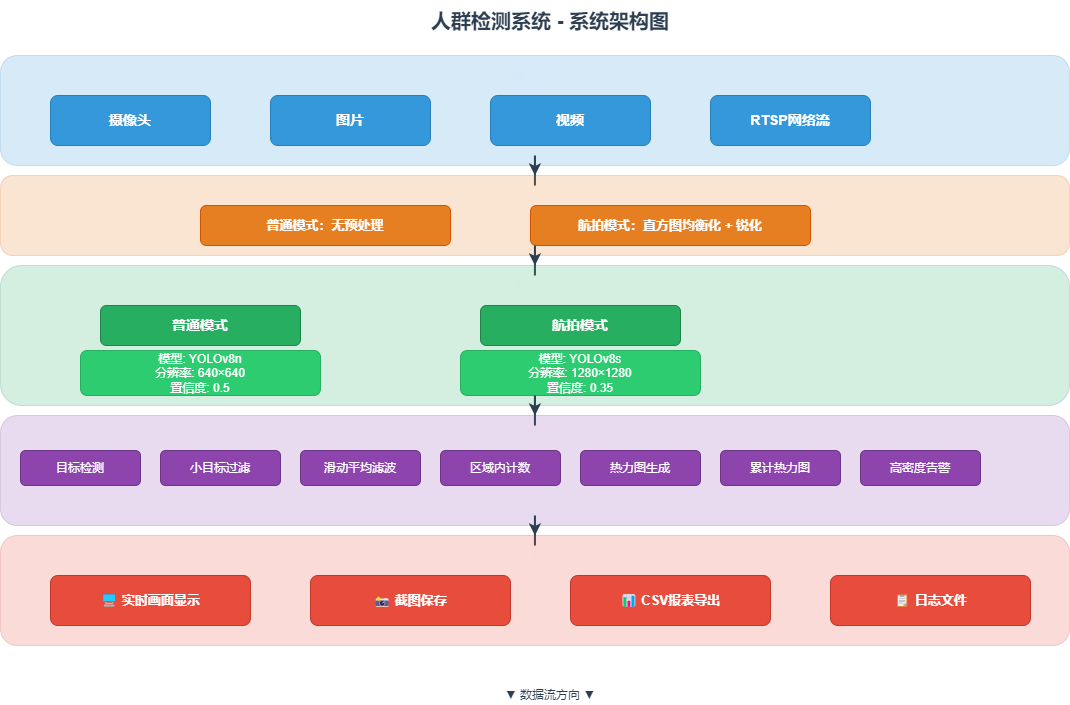 人群检测系统 - 系统架构图
摄像头
图片
视频
RTSP网络流
普通模式：无预处理
航拍模式：直方图均衡化 + 锐化
普通模式
模型: YOLOv8n
分辨率: 640×640
置信度: 0.5
航拍模式
模型: YOLOv8s
分辨率: 1280×1280
置信度: 0.35
目标检测
小目标过滤
滑动平均滤波
区域内计数
热力图生成
累计热力图
高密度告警
实时画面显示
截图保存
CSV报表导出
日志文件
▼ 数据流方向 ▼